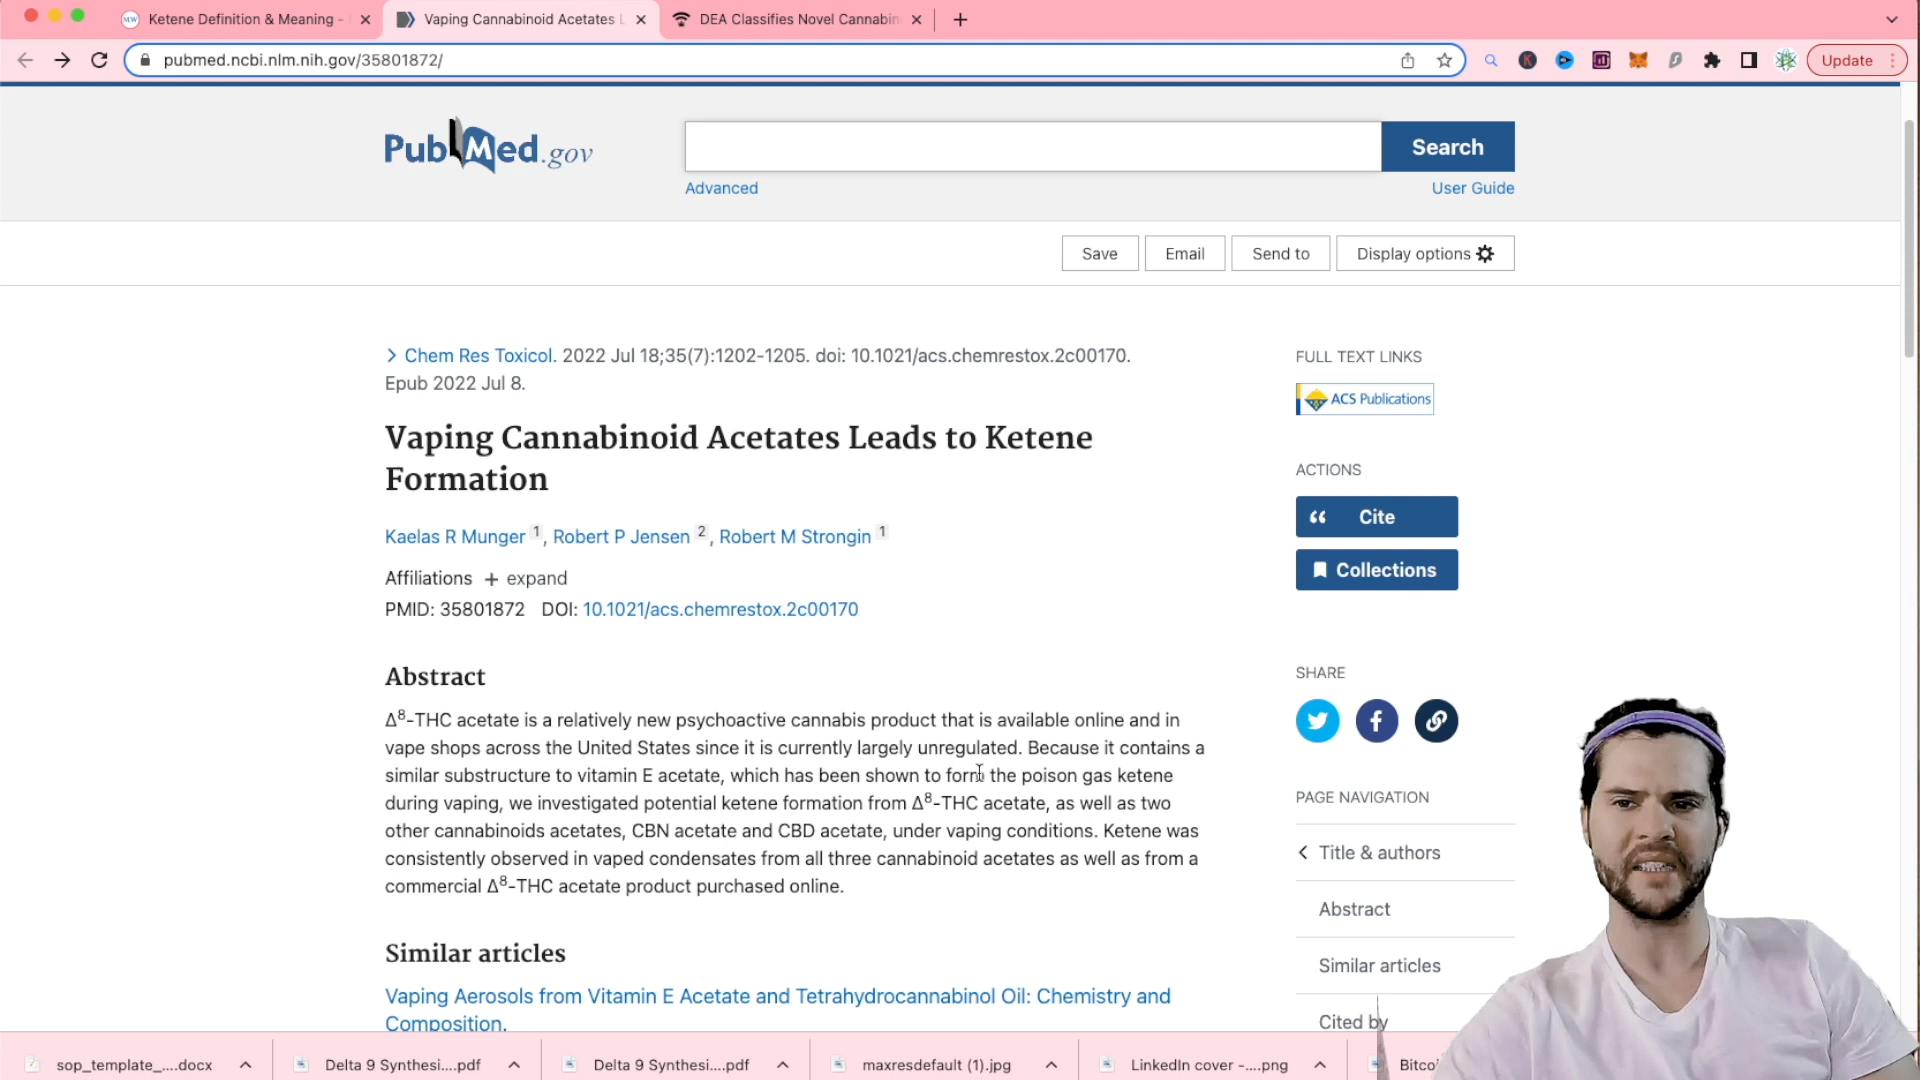 Ketene Definition & Meaning -
Vaping Cannabinoid Acetates
DEA Classifies Novel Cannabin
pubmed.ncbi.nlm.nih.gov/35801872/
Update
PubMed.gov
Search
Advanced
User Guide
Save
Email
Send to
Display options
Chem Res Toxicol. 2022 Jul 18;35(7):1202-1205. doi: 10.1021/acs.chemrestox.2c00170.
Epub 2022 Jul 8.
FULL TEXT LINKS
ACS Publications
Vaping Cannabinoid Acetates Leads to Ketene
Formation
ACTIONS
Cite
Collections
Kaelas R Munger 1, Robert P Jensen 2, Robert M Strongin 1
Affiliations + expand
PMID: 35801872 DOI: 10.1021/acs.chemrestox.2c00170
Abstract
SHARE
Δ⁸-THC acetate is a relatively new psychoactive cannabis product that is available online and in
vape shops across the United States since it is currently largely unregulated. Because it contains a
similar substructure to vitamin E acetate, which has been shown to form the poison gas ketene
during vaping, we investigated potential ketene formation from Δ⁸-THC acetate, as well as two
other cannabinoids acetates, CBN acetate and CBD acetate, under vaping conditions. Ketene was
consistently observed in vaped condensates from all three cannabinoid acetates as well as from a
commercial Δ⁸-THC acetate product purchased online.
PAGE NAVIGATION
Title & authors
Abstract
Similar articles
Cited by
Similar articles
Vaping Aerosols from Vitamin E Acetate and Tetrahydrocannabinol Oil: Chemistry and
Composition.
sop_template_....docx
Delta 9 Synthesi....pdf
Delta 9 Synthesi....pdf
maxresdefault (1).jpg
LinkedIn cover -....png
Bitco